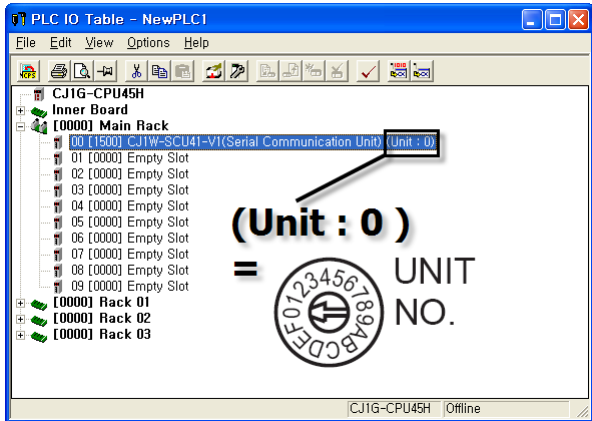 PLC IO Table - NewPLC1
File Edit View Options Help
CJ1G-CPU45H
Inner Board
[0000] Main Rack
00 [1500] CJ1W-SCU41-V1(Serial Communication Unit) (Unit : 0)
01 [0000] Empty Slot
02 [0000] Empty Slot
03 [0000] Empty Slot
04 [0000] Empty Slot
05 [0000] Empty Slot
06 [0000] Empty Slot
07 [0000] Empty Slot
08 [0000] Empty Slot
09 [0000] Empty Slot
[0000] Rack 01
[0000] Rack 02
[0000] Rack 03
(Unit : 0 )
=
0123456789ABCDEF
UNIT
NO.
CJ1G-CPU45H Offline